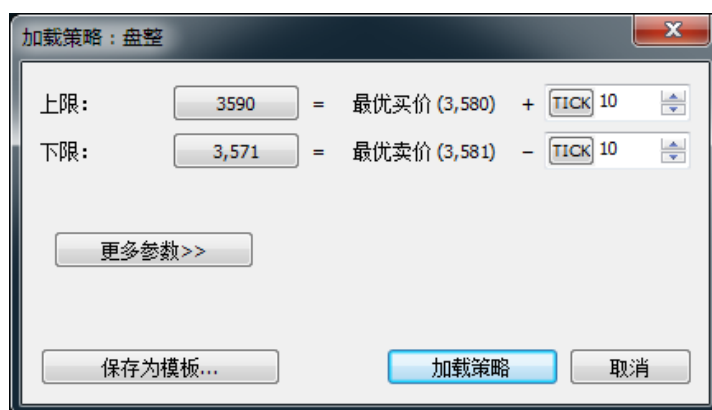 加载策略：盘整
上限： 3590 = 最优买价 (3,580) + TICK 10
下限： 3,571 = 最优卖价 (3,581) − TICK 10
更多参数>>
保存为模板... 加载策略 取消